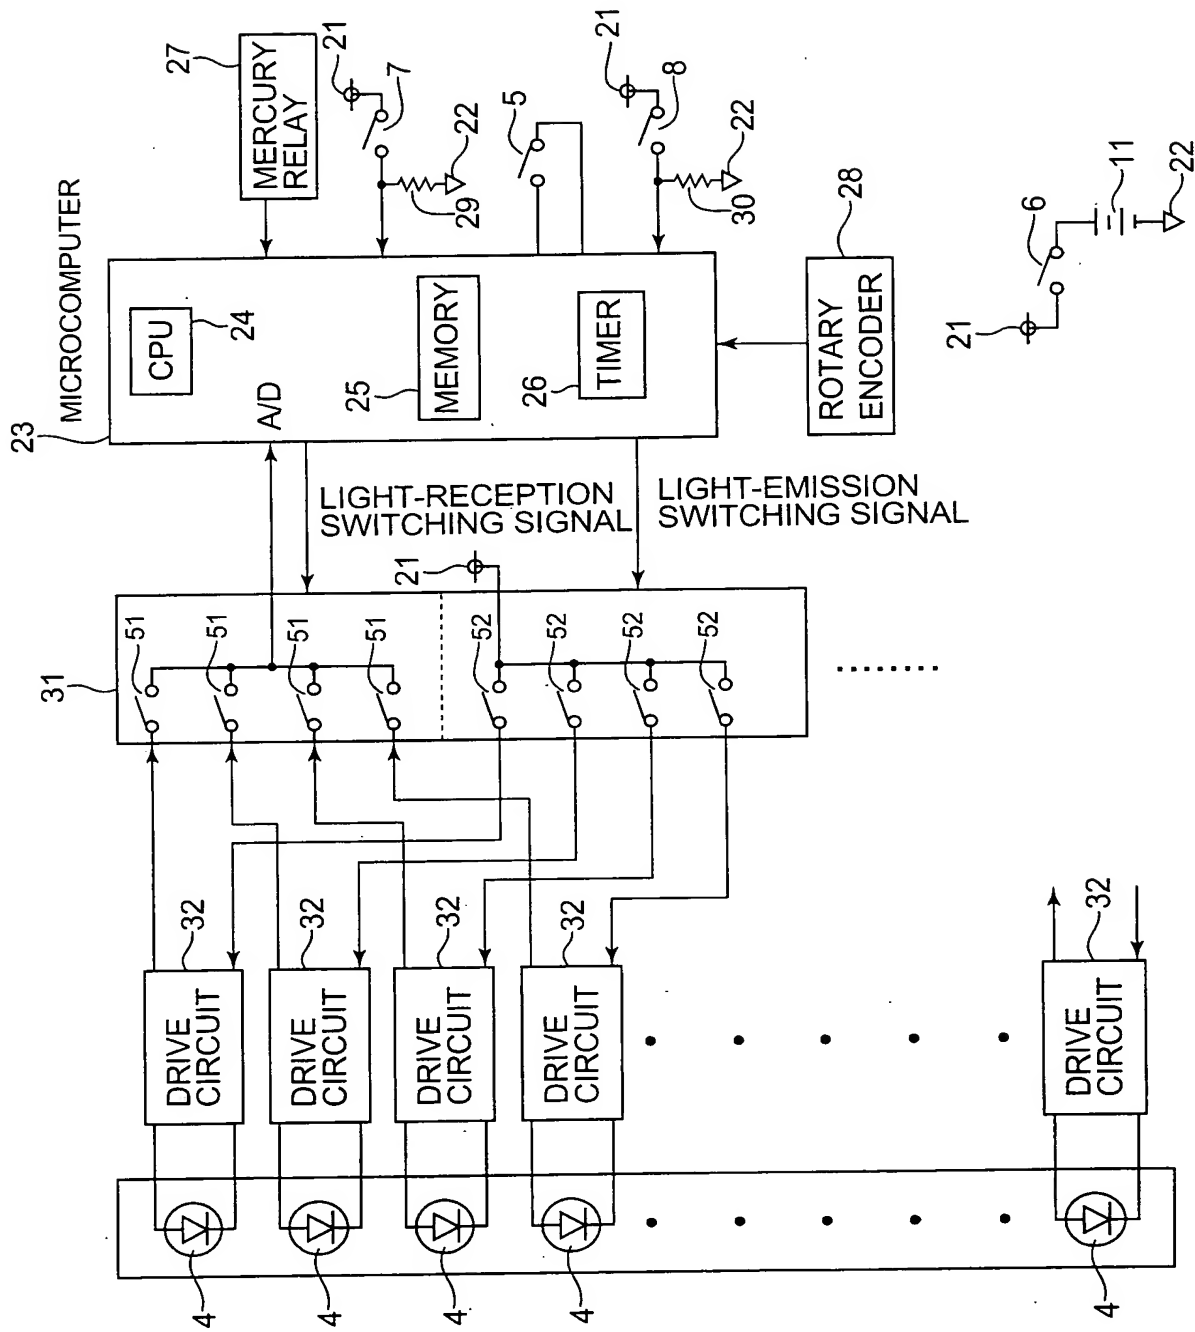 23
MICROCOMPUTER
27
MERCURY
RELAY
21
7
29
22
5
21
8
30
22
CPU
24
A/D
25
MEMORY
26
TIMER
ROTARY
ENCODER
28
21
6
11
22
LIGHT-RECEPTION
SWITCHING SIGNAL
LIGHT-EMISSION
SWITCHING SIGNAL
31
51
51
51
51
21
52
52
52
52
DRIVE
CIRCUIT
32
DRIVE
CIRCUIT
32
DRIVE
CIRCUIT
32
DRIVE
CIRCUIT
32
DRIVE
CIRCUIT
32
4
4
4
4
4